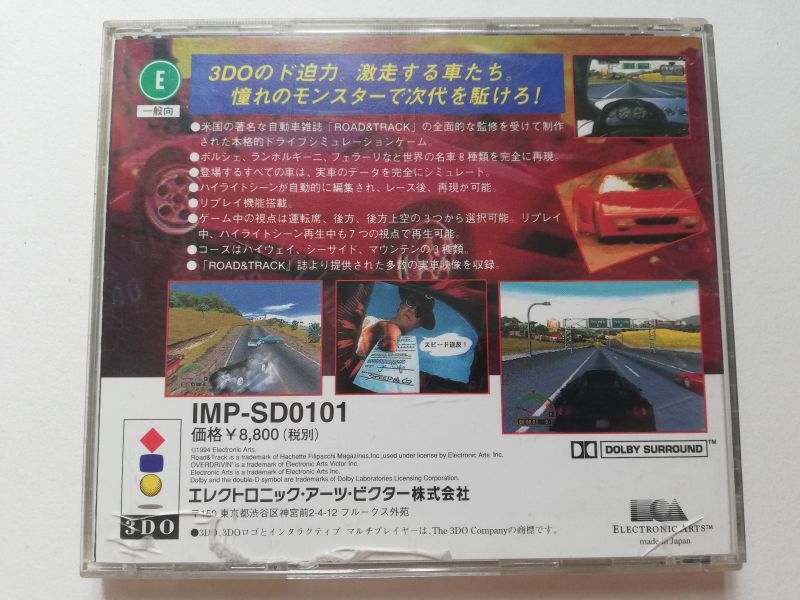 E
一般向
3DOのド迫力。激走する車たち。
憧れのモンスターで次代を駈けろ!
●米国の著名な自動車雑誌「ROAD&TRACK」の全面的な監修を受けて制作
された本格的ドライブシミュレーションゲーム。
●ポルシェ、ランボルギーニ、フェラーリなど世界の名車8種類を完全に再現。
●登場するすべての車は、実車のデータを完全にシミュレート。
●ハイライトシーンが自動的に編集され、レース後、再現が可能。
●リプレイ機能搭載。
●ゲーム中の視点は運転席、後方、後方上空の3つから選択可能。リプレイ
中、ハイライトシーン再生中も7つの視点で再生可能。
●コースはハイウェイ、シーサイド、マウンテンの3種類。
●「ROAD&TRACK」誌より提供された多数の実車映像を収録。
スピード違反!
IMP-SD0101
価格¥8,800(税別)
©1994 Electronic Arts.
Road&Track is a trademark of Hachette Filipacchi Magazines,Inc.,used under license by Electronic Arts Inc.
OVERDRIVIN' is a trademark of Electronic Arts Victor Inc.
Electronic Arts is a trademark of Electronic Arts Inc.
Dolby and the double-D symbol are trademark of Dolby Laboratories Licensing Corporation.
エレクトロニック・アーツ・ビクター株式会社
〒150 東京都渋谷区神宮前2-4-12 フルークス外苑
●3DO、3DOロゴとインタラクティブ マルチプレイヤーは、The 3DO Companyの商標です。
3DO
DOLBY SURROUND™
ELECTRONIC ARTS™
made in Japan